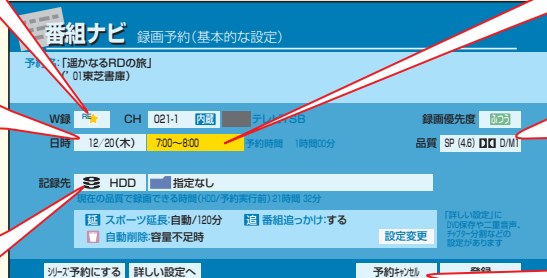 番組ナビ 録画予約(基本的な設定)
「遥かなるRDの旅」
(’01東芝書庫)
W録 RE CH 021-1 内蔵 テレビTSB 録画優先度 ふつう
日時 12/20(木) 7:00～8:00 予約時間 1時間00分 品質 SP (4.6) DD D/M1
記録先 HDD 指定なし
現在の品質で録画できる時間(HDD/予約実行前):21時間 32分
延 スポーツ延長:自動/120分 追 番組追っかけ:する
自動削除:容量不足時 設定変更
「詳しい設定」に
DVD保存や二重音声、
チャプター分割などの
設定があります
シリーズ予約にする 詳しい設定へ 予約キャンセル 登録